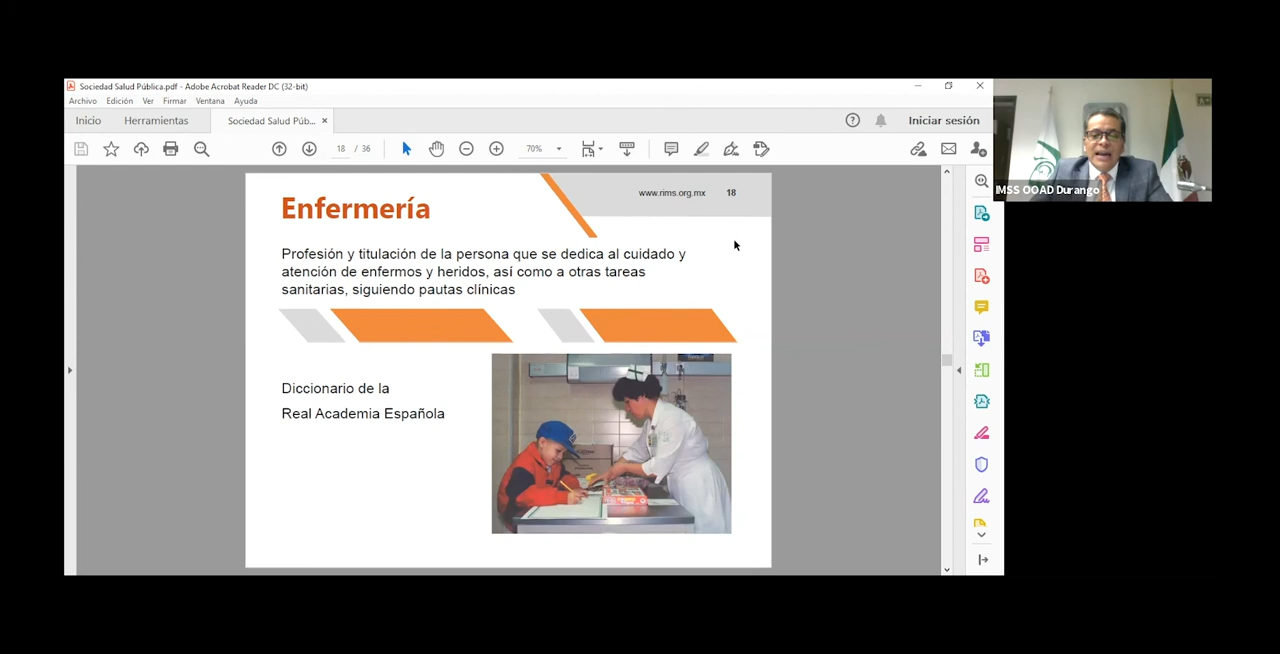 Sociedad Salud Pública.pdf - Adobe Acrobat Reader DC (32-bit)
Archivo Edición Ver Firmar Ventana Ayuda
Inicio Herramientas Sociedad Salud Púb... Iniciar sesión
18 / 36 70%
www.rims.org.mx 18
Enfermería
Profesión y titulación de la persona que se dedica al cuidado y
atención de enfermos y heridos, así como a otras tareas
sanitarias, siguiendo pautas clínicas
Diccionario de la
Real Academia Española
IMSS OOAD Durango